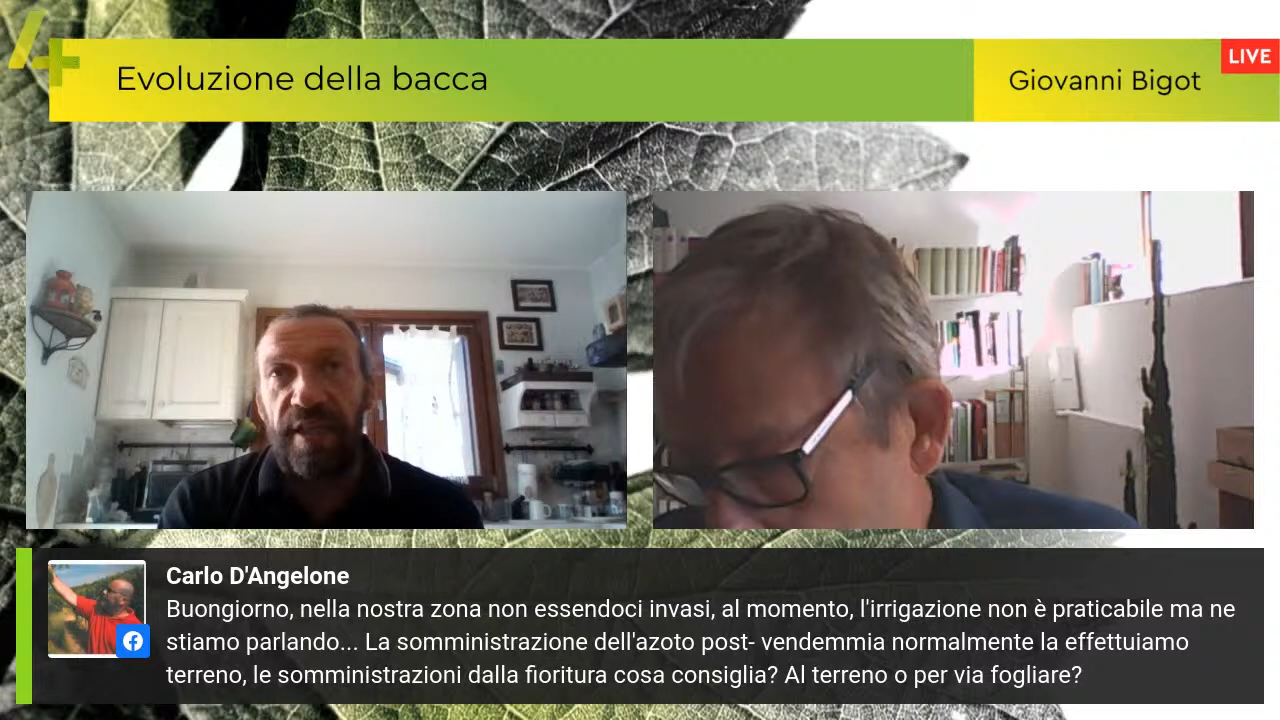 Evoluzione della bacca
Giovanni Bigot
LIVE
Carlo D'Angelone
Buongiorno, nella nostra zona non essendoci invasi, al momento, l'irrigazione non è praticabile ma ne
stiamo parlando... La somministrazione dell'azoto post- vendemmia normalmente la effettuiamo
terreno, le somministrazioni dalla fioritura cosa consiglia? Al terreno o per via fogliare?